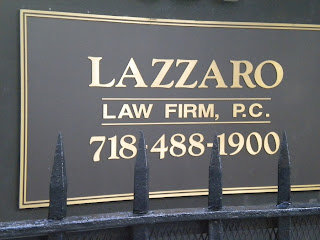 LAZZARO
LAW FIRM, P.C.
718-488-1900